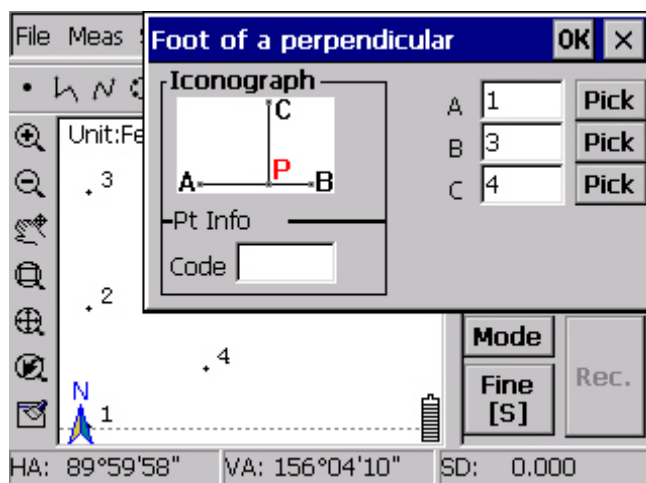 File Meas
Foot of a perpendicular
OK
Iconograph
C
P
A
B
Pt Info
Code
A 1 Pick
B 3 Pick
C 4 Pick
Unit:Fe
3
2
4
N
1
Mode
Fine
[S]
Rec.
HA: 89°59'58" VA: 156°04'10" SD: 0.000